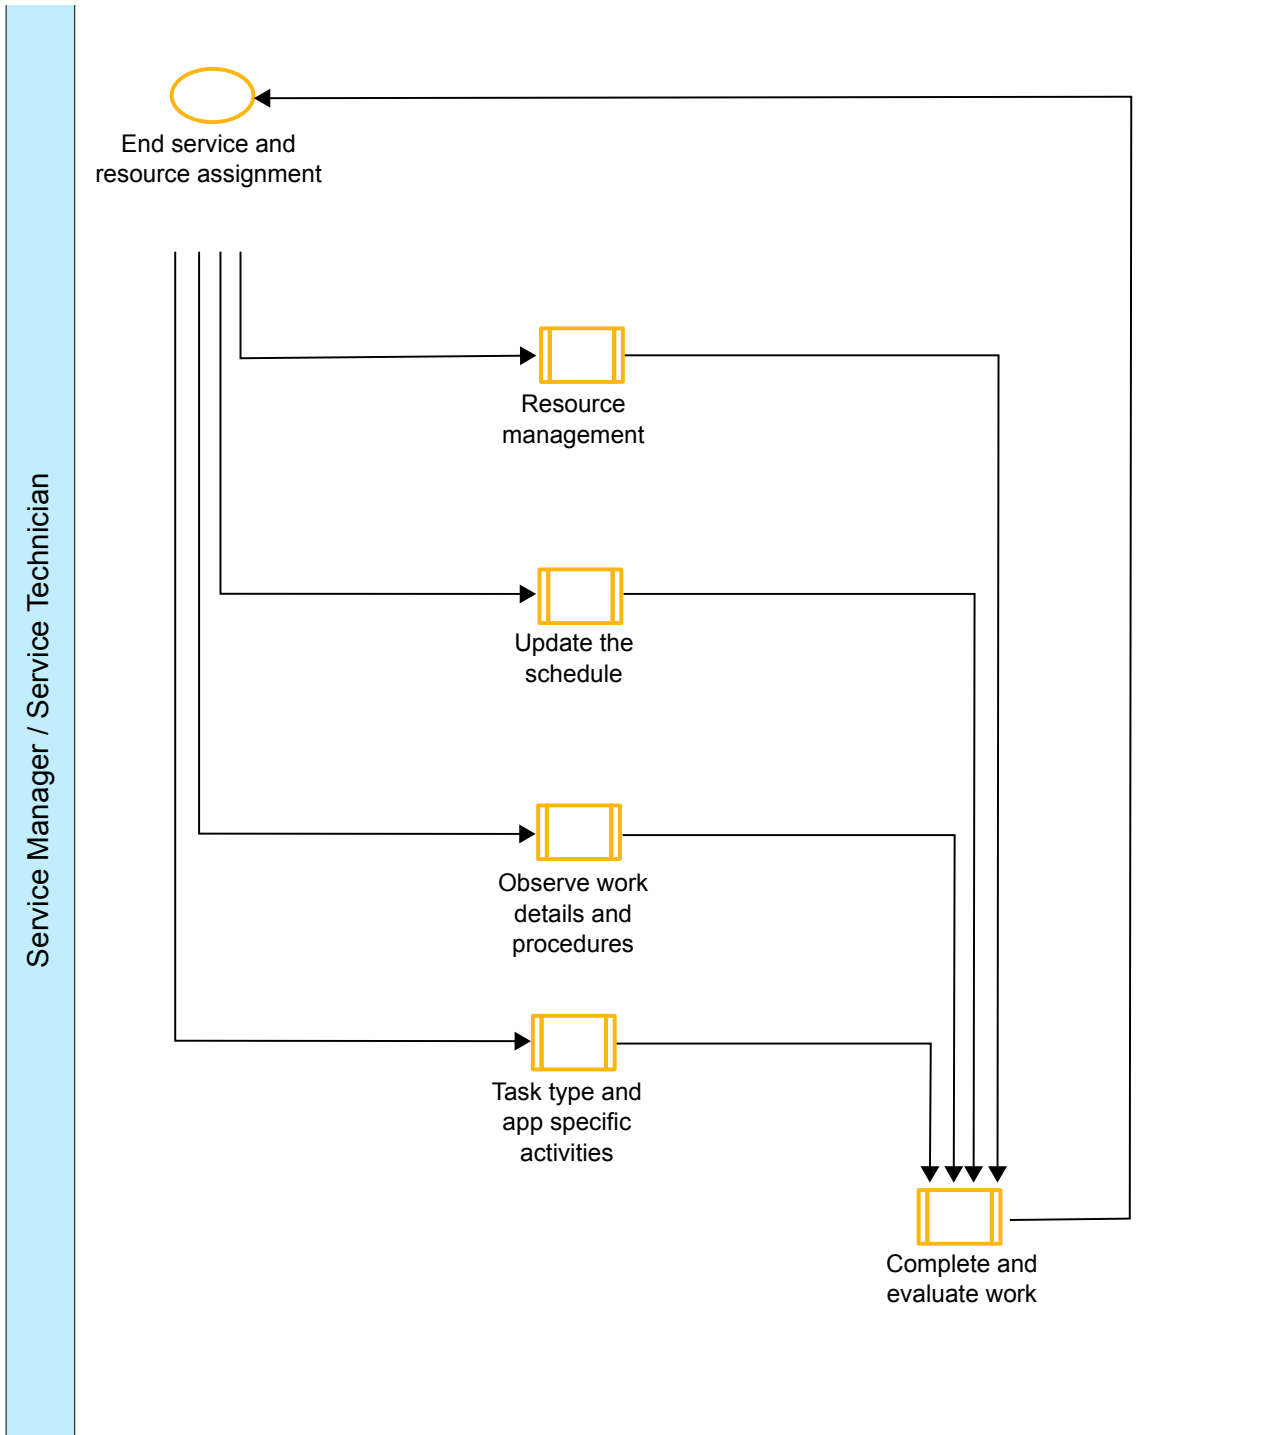 Service Manager / Service Technician
End service and
resource assignment
Resource
management
Update the
schedule
Observe work
details and
procedures
Task type and
app specific
activities
Complete and
evaluate work